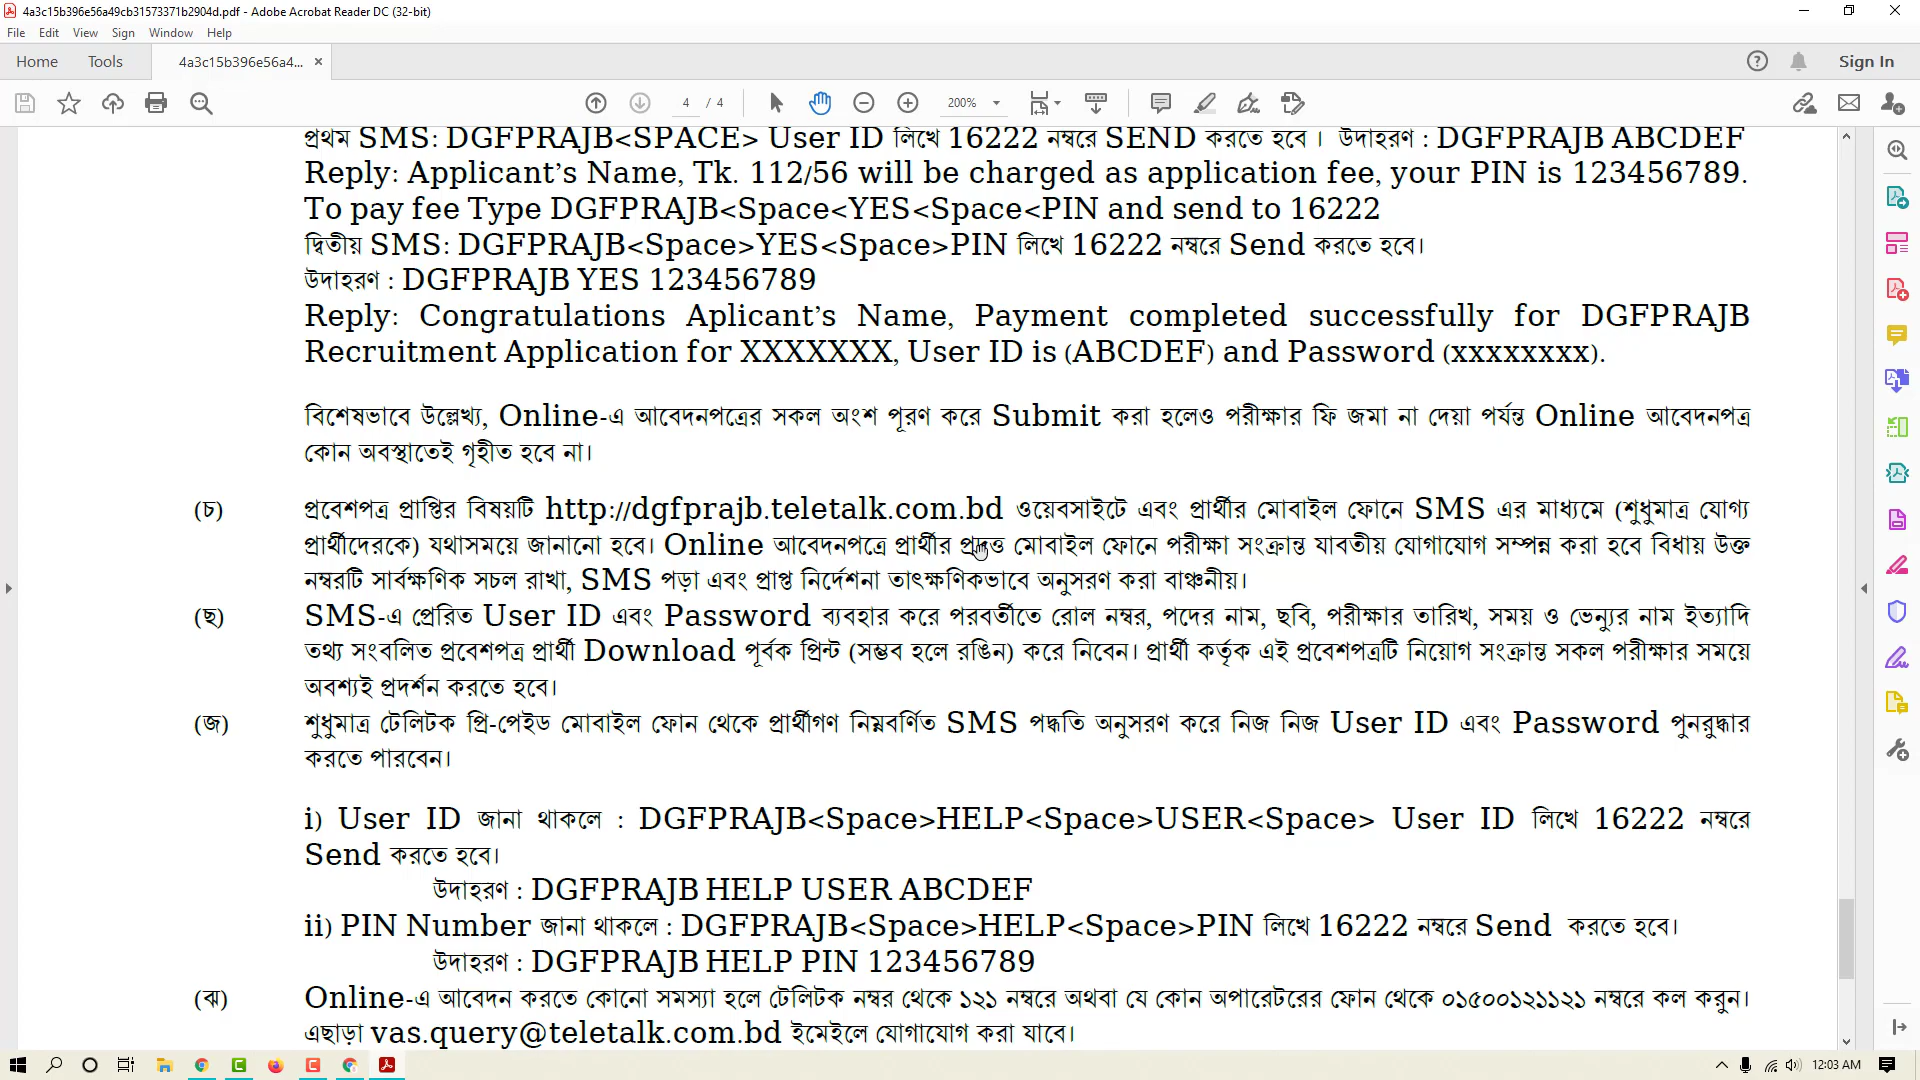 4a3c15b396e56a49cb31573371b2904d.pdf - Adobe Acrobat Reader DC (32-bit)
File Edit View Sign Window Help
Home Tools 4a3c15b396e56a4... × Sign In
4 / 4 200%
প্রথম SMS: DGFPRAJB<SPACE> User ID লিখে 16222 নম্বরে SEND করতে হবে । উদাহরণ : DGFPRAJB ABCDEF
Reply: Applicant’s Name, Tk. 112/56 will be charged as application fee, your PIN is 123456789.
To pay fee Type DGFPRAJB<Space<YES<Space<PIN and send to 16222
দ্বিতীয় SMS: DGFPRAJB<Space>YES<Space>PIN লিখে 16222 নম্বরে Send করতে হবে।
উদাহরণ : DGFPRAJB YES 123456789
Reply: Congratulations Aplicant’s Name, Payment completed successfully for DGFPRAJB
Recruitment Application for XXXXXXX, User ID is (ABCDEF) and Password (xxxxxxxx).
বিশেষভাবে উল্লেখ্য, Online-এ আবেদনপত্রের সকল অংশ পূরণ করে Submit করা হলেও পরীক্ষার ফি জমা না দেয়া পর্যন্ত Online আবেদনপত্র
কোন অবস্থাতেই গৃহীত হবে না।
(চ) প্রবেশপত্র প্রাপ্তির বিষয়টি http://dgfprajb.teletalk.com.bd ওয়েবসাইটে এবং প্রার্থীর মোবাইল ফোনে SMS এর মাধ্যমে (শুধুমাত্র যোগ্য
প্রার্থীদেরকে) যথাসময়ে জানানো হবে। Online আবেদনপত্রে প্রার্থীর প্রদত্ত মোবাইল ফোনে পরীক্ষা সংক্রান্ত যাবতীয় যোগাযোগ সম্পন্ন করা হবে বিধায় উক্ত
নম্বরটি সার্বক্ষণিক সচল রাখা, SMS পড়া এবং প্রাপ্ত নির্দেশনা তাৎক্ষণিকভাবে অনুসরণ করা বাঞ্চনীয়।
(ছ) SMS-এ প্রেরিত User ID এবং Password ব্যবহার করে পরবর্তীতে রোল নম্বর, পদের নাম, ছবি, পরীক্ষার তারিখ, সময় ও ভেন্যুর নাম ইত্যাদি
তথ্য সংবলিত প্রবেশপত্র প্রার্থী Download পূর্বক প্রিন্ট (সম্ভব হলে রঙিন) করে নিবেন। প্রার্থী কর্তৃক এই প্রবেশপত্রটি নিয়োগ সংক্রান্ত সকল পরীক্ষার সময়ে
অবশ্যই প্রদর্শন করতে হবে।
(জ) শুধুমাত্র টেলিটক প্রি-পেইড মোবাইল ফোন থেকে প্রার্থীগণ নিম্নবর্ণিত SMS পদ্ধতি অনুসরণ করে নিজ নিজ User ID এবং Password পুনরুদ্ধার
করতে পারবেন।
i) User ID জানা থাকলে : DGFPRAJB<Space>HELP<Space>USER<Space> User ID লিখে 16222 নম্বরে
Send করতে হবে।
উদাহরণ : DGFPRAJB HELP USER ABCDEF
ii) PIN Number জানা থাকলে : DGFPRAJB<Space>HELP<Space>PIN লিখে 16222 নম্বরে Send করতে হবে।
উদাহরণ : DGFPRAJB HELP PIN 123456789
(ঝ) Online-এ আবেদন করতে কোনো সমস্যা হলে টেলিটক নম্বর থেকে ১২১ নম্বরে অথবা যে কোন অপারেটরের ফোন থেকে ০১৫০০১২১১২১ নম্বরে কল করুন।
এছাড়া vas.query@teletalk.com.bd ইমেইলে যোগাযোগ করা যাবে।
12:03 AM